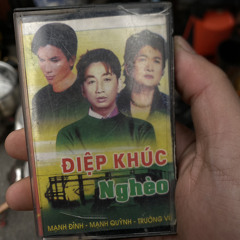 ĐIỆP KHÚC
Nghèo
MẠNH ĐÌNH - MẠNH QUỲNH - TRƯỜNG VŨ